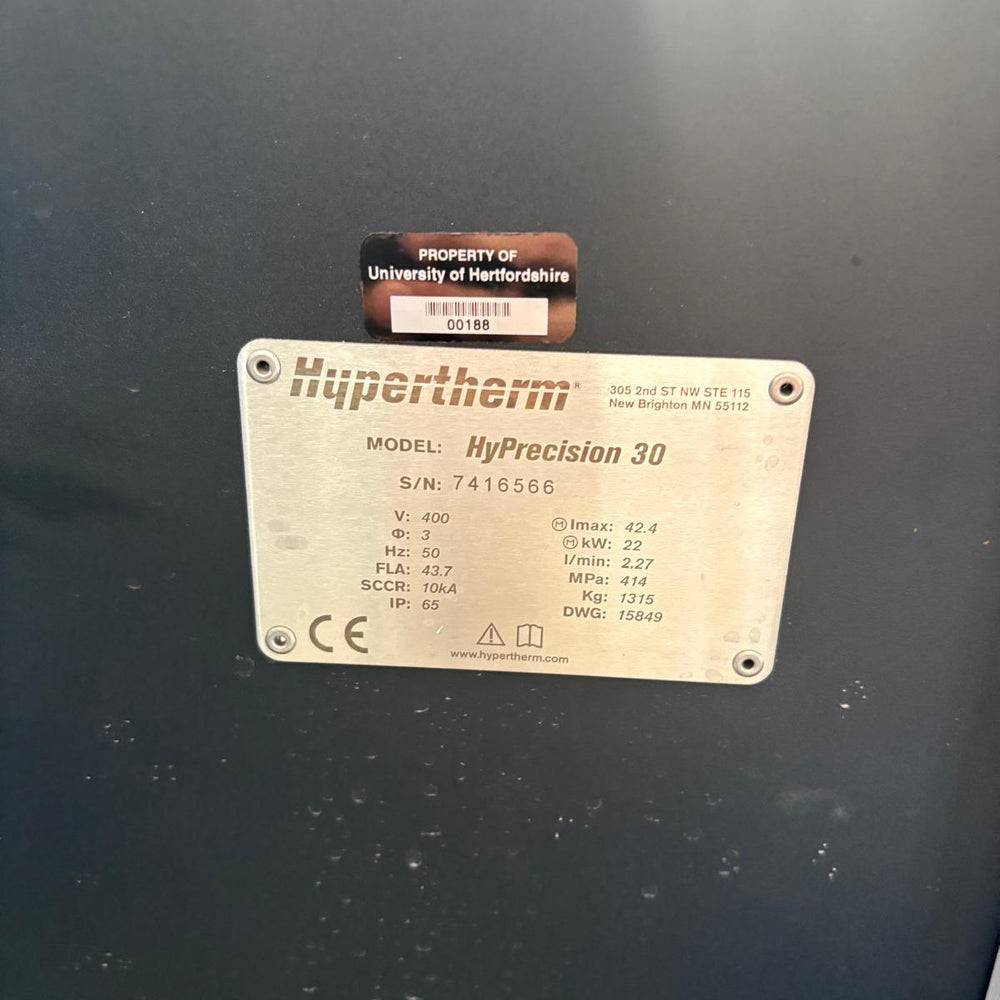 PROPERTY OF
University of Hertfordshire
00188
Hypertherm®
305 2nd ST NW STE 115
New Brighton MN 55112
MODEL: HyPrecision 30
S/N: 7416566
V: 400
Φ: 3
Hz: 50
FLA: 43.7
SCCR: 10kA
IP: 65
Ⓜ Imax: 42.4
Ⓜ kW: 22
l/min: 2.27
MPa: 414
Kg: 1315
DWG: 15849
CE
www.hypertherm.com